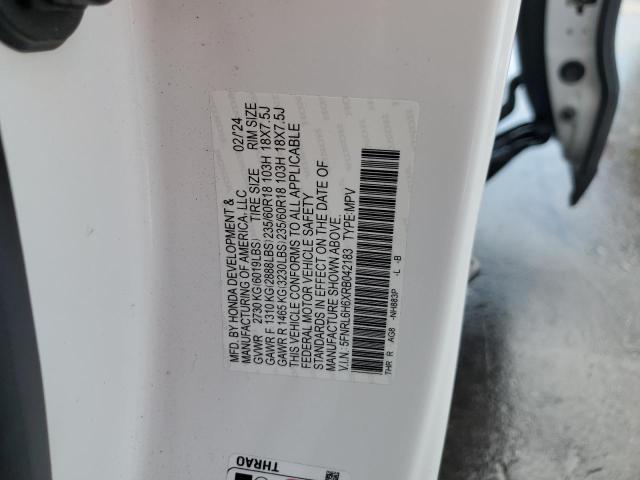 MFD. BY HONDA DEVELOPMENT &
MANUFACTURING OF AMERICA, LLC 02/'24
GVWR 2730 KG(6019LBS) TIRE SIZE RIM SIZE
GAWR F 1310 KG(2888LBS) 235/60R18 103H 18X7.5J
GAWR R 1465 KG(3230LBS) 235/60R18 103H 18X7.5J
THIS VEHICLE CONFORMS TO ALL APPLICABLE
FEDERAL MOTOR VEHICLE SAFETY
STANDARDS IN EFFECT ON THE DATE OF
MANUFACTURE SHOWN ABOVE.
V.I.N.: 5FNRL6H6XRB042183 TYPE:MPV
THR R AG8 -NH883P -L -B
THRA0